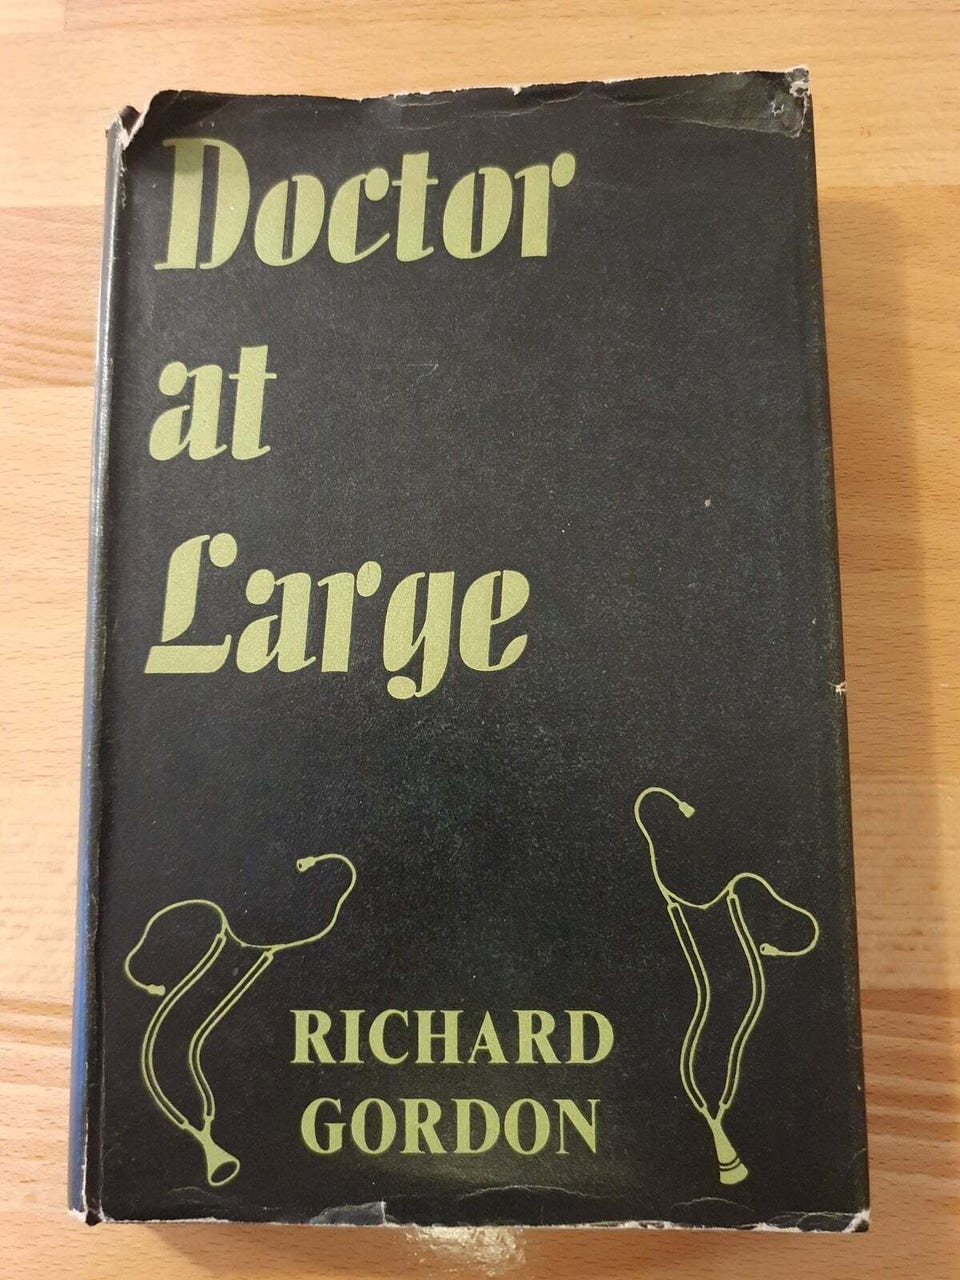 Doctor
at
Large
RICHARD
GORDON